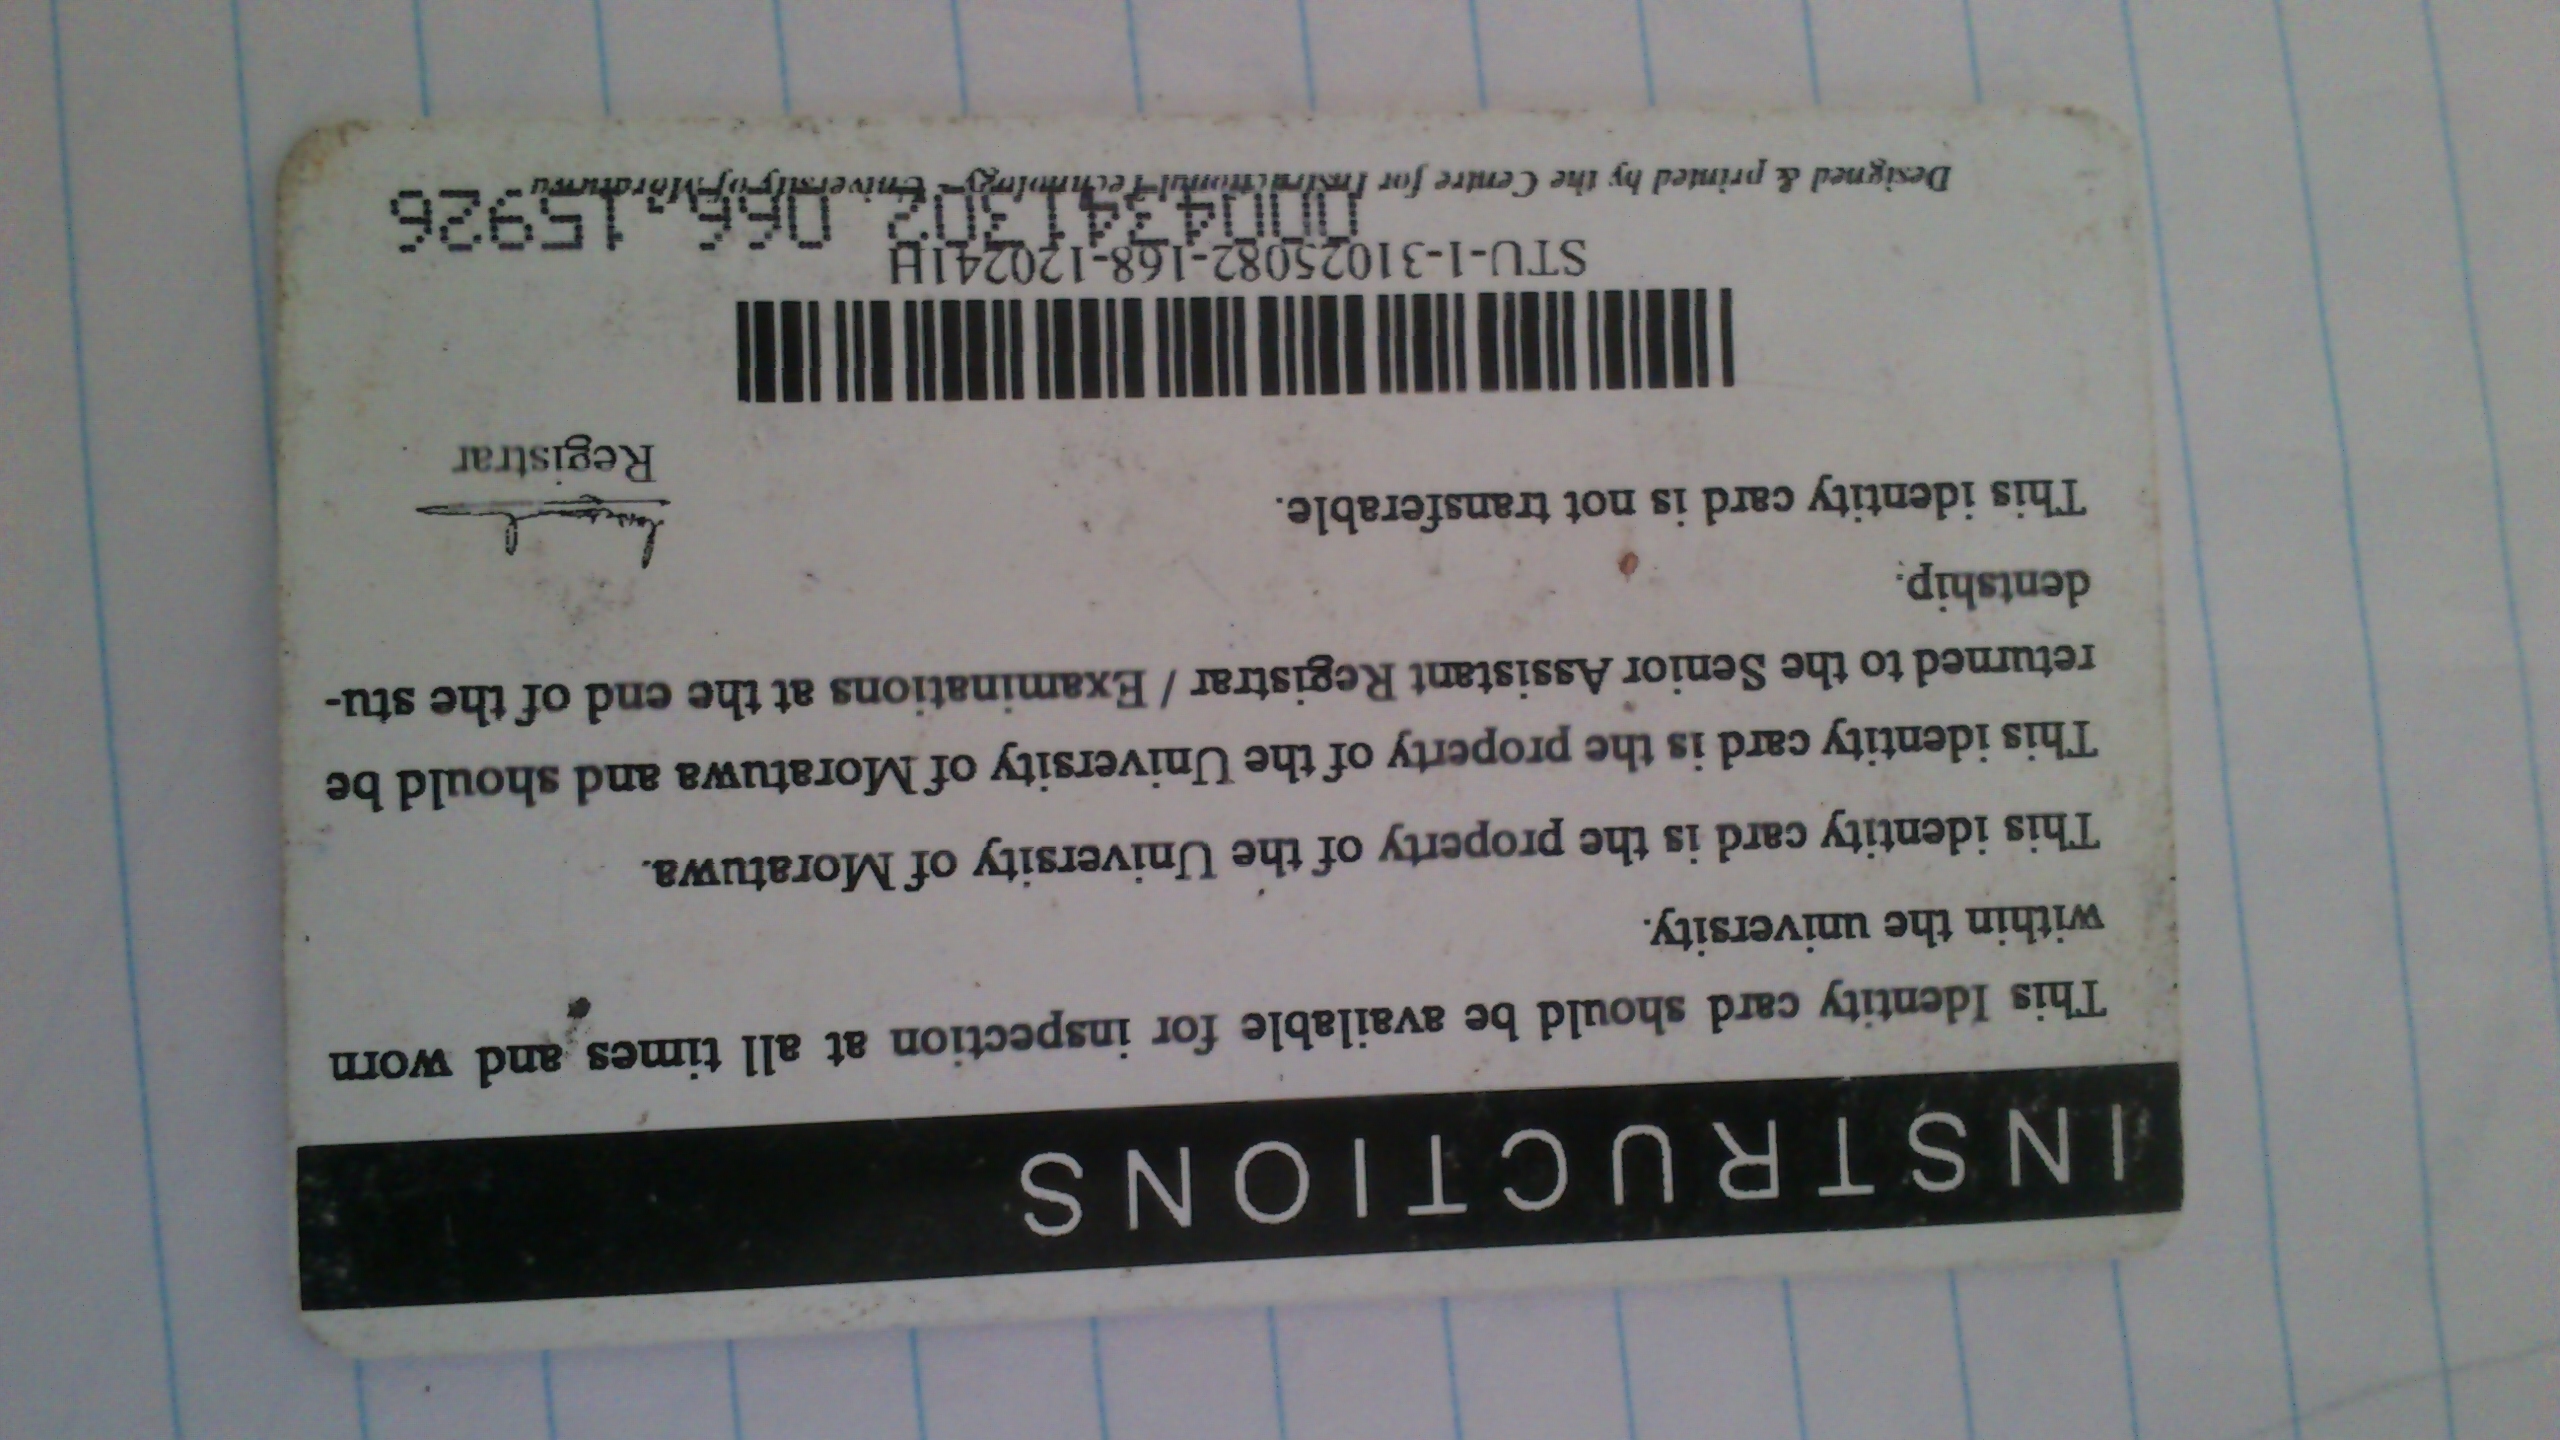 INSTRUCTIONS
This Identity card should be available for inspection at all times and worn
within the university.
This identity card is the property of the University of Moratuwa.
This identity card is the property of the University of Moratuwa and should be
returned to the Senior Assistant Registrar / Examinations at the end of the stu-
dentship.
This identity card is not transferable.
Registrar
STU-1-31025082-168-120241H
0004341302 066,15926
Designed & printed by the Centre for Instructional Technology - University of Moratuwa